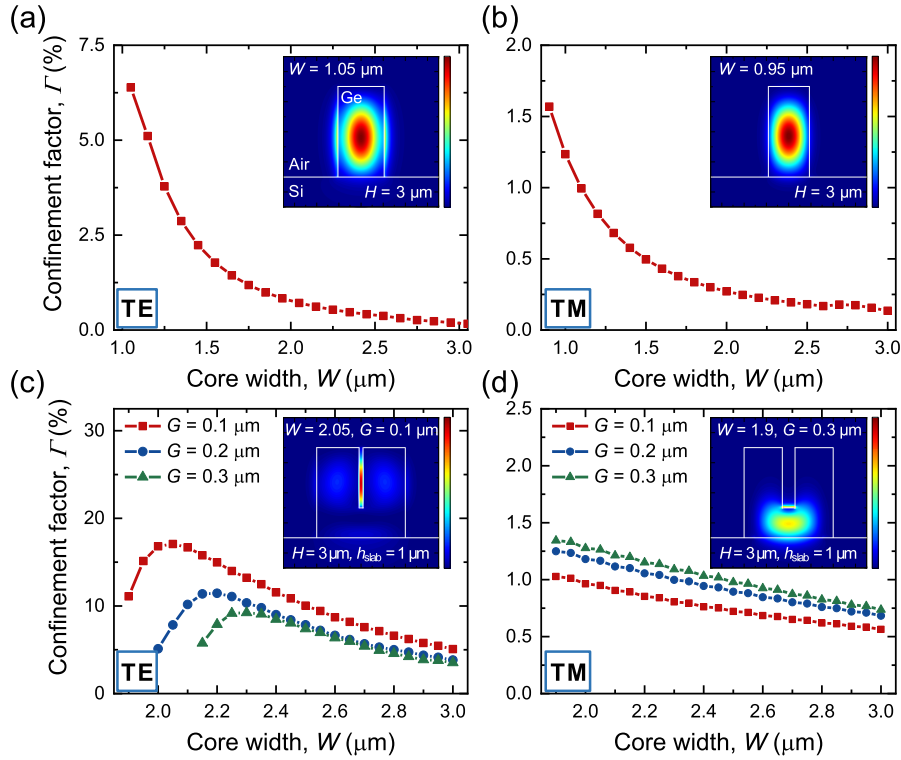 (a)
Confinement factor, Γ (%)
7.5
5.0
2.5
0.0
W = 1.05 μm
Ge
Air
Si
H = 3 μm
TE
1.0 1.5 2.0 2.5 3.0
Core width, W (μm)
(b)
2.0
1.5
1.0
0.5
0.0
W = 0.95 μm
H = 3 μm
TM
1.0 1.5 2.0 2.5 3.0
Core width, W (μm)
(c)
Confinement factor, Γ (%)
30
20
10
0
G = 0.1 μm
G = 0.2 μm
G = 0.3 μm
W = 2.05, G = 0.1 μm
H = 3 μm, hslab = 1 μm
TE
2.0 2.2 2.4 2.6 2.8 3.0
Core width, W (μm)
(d)
2.5
2.0
1.5
1.0
0.5
0.0
G = 0.1 μm
G = 0.2 μm
G = 0.3 μm
W = 1.9, G = 0.3 μm
H = 3 μm, hslab = 1 μm
TM
2.0 2.2 2.4 2.6 2.8 3.0
Core width, W (μm)